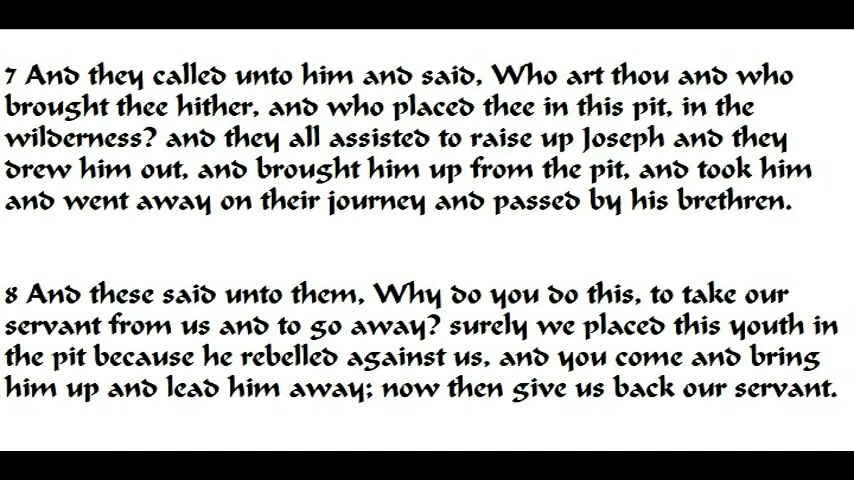 7 And they called unto him and said, Who art thou and who
brought thee hither, and who placed thee in this pit, in the
wilderness? and they all assisted to raise up Joseph and they
drew him out, and brought him up from the pit, and took him
and went away on their journey and passed by his brethren.
8 And these said unto them, Why do you do this, to take our
servant from us and to go away? surely we placed this youth in
the pit because he rebelled against us, and you come and bring
him up and lead him away; now then give us back our servant.